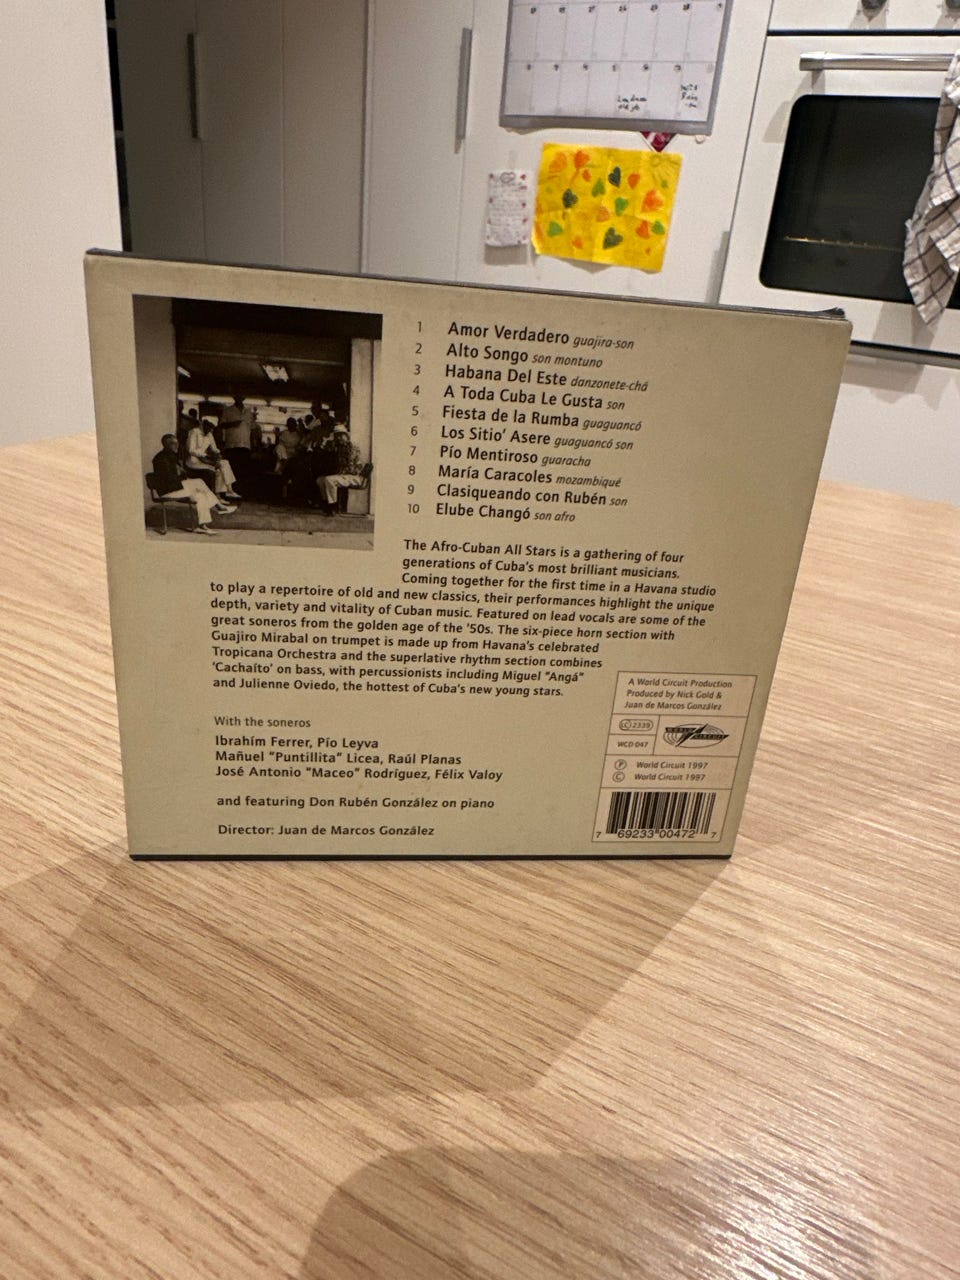 1 Amor Verdadero guajira-son
2 Alto Songo son montuno
3 Habana Del Este danzonete-chá
4 A Toda Cuba Le Gusta son
5 Fiesta de la Rumba guaguancó
6 Los Sitio' Asere guaguancó son
7 Pío Mentiroso guaracha
8 María Caracoles mozambiqué
9 Clasiqueando con Rubén son
10 Elube Changó son afro
The Afro-Cuban All Stars is a gathering of four
generations of Cuba's most brilliant musicians.
Coming together for the first time in a Havana studio
to play a repertoire of old and new classics, their performances highlight the unique
depth, variety and vitality of Cuban music. Featured on lead vocals are some of the
great soneros from the golden age of the '50s. The six-piece horn section with
Guajiro Mirabal on trumpet is made up from Havana's celebrated
Tropicana Orchestra and the superlative rhythm section combines
'Cachaíto' on bass, with percussionists including Miguel "Angá"
and Julienne Oviedo, the hottest of Cuba's new young stars.
With the soneros
Ibrahím Ferrer, Pío Leyva
Mañuel "Puntillita" Licea, Raúl Planas
José Antonio "Maceo" Rodríguez, Félix Valoy
and featuring Don Rubén González on piano
Director: Juan de Marcos González
A World Circuit Production
Produced by Nick Gold &
Juan de Marcos González
LC 2339
WORLD CIRCUIT
WCD 047
℗ World Circuit 1997
© World Circuit 1997
7 69233 00472 7